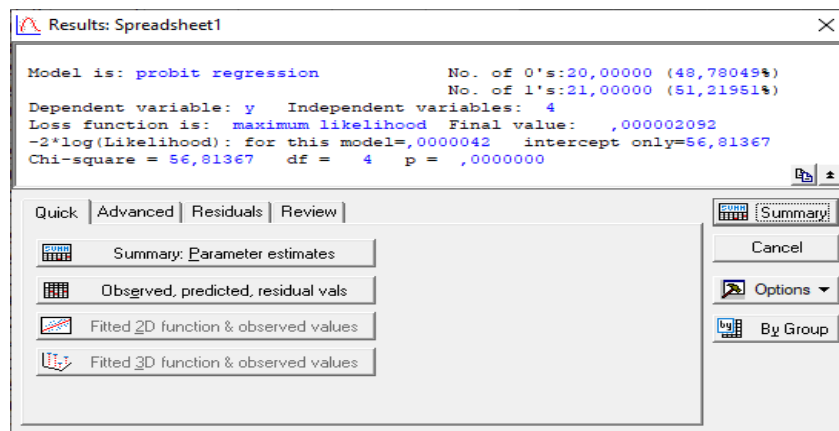 Results: Spreadsheet1
Model is: probit regression No. of 0's:20,00000 (48,78049%)
No. of 1's:21,00000 (51,21951%)
Dependent variable: y Independent variables: 4
Loss function is: maximum likelihood Final value: ,000002092
-2*log(Likelihood): for this model=,0000042 intercept only=56,81367
Chi-square = 56,81367 df = 4 p = ,0000000
Quick Advanced Residuals Review
Summary
Summary: Parameter estimates
Cancel
Observed, predicted, residual vals
Options
Fitted 2D function & observed values
By Group
Fitted 3D function & observed values